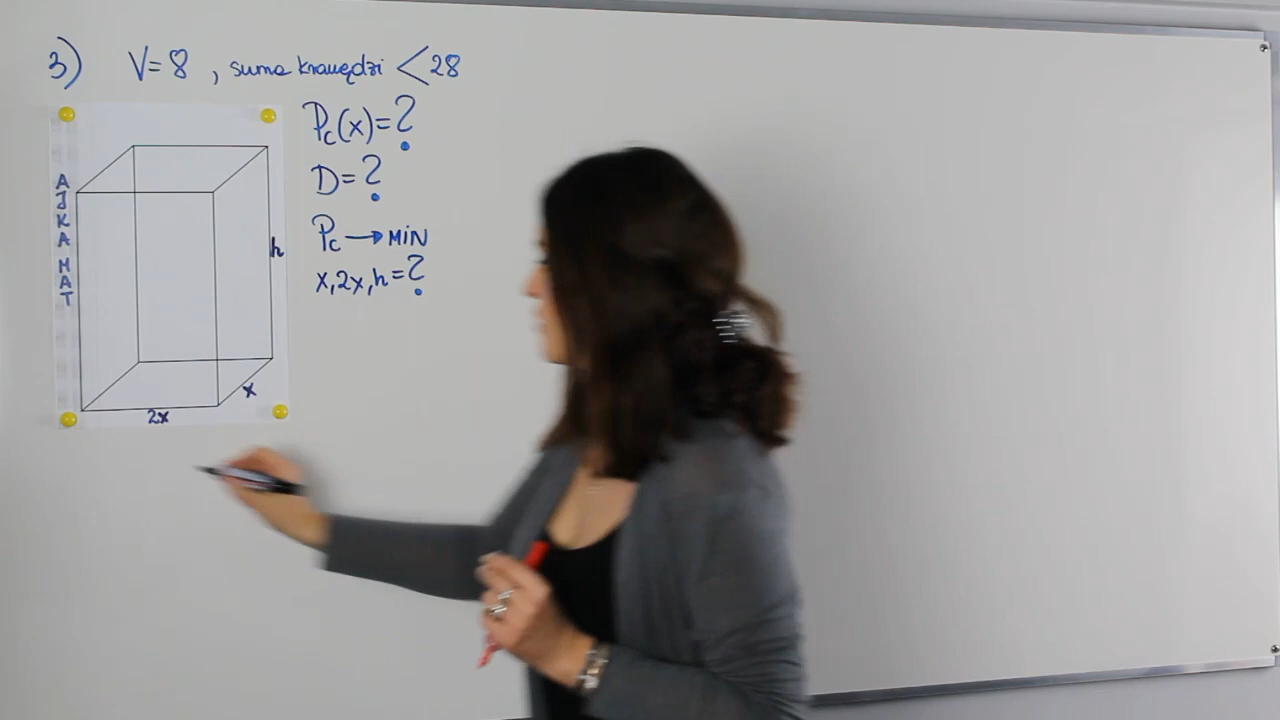 3) V=8, suma krawędzi < 28
Pc(x)=?
D=?
Pc → MIN
x,2x,h=?
AJKA MAT
h
x
2x